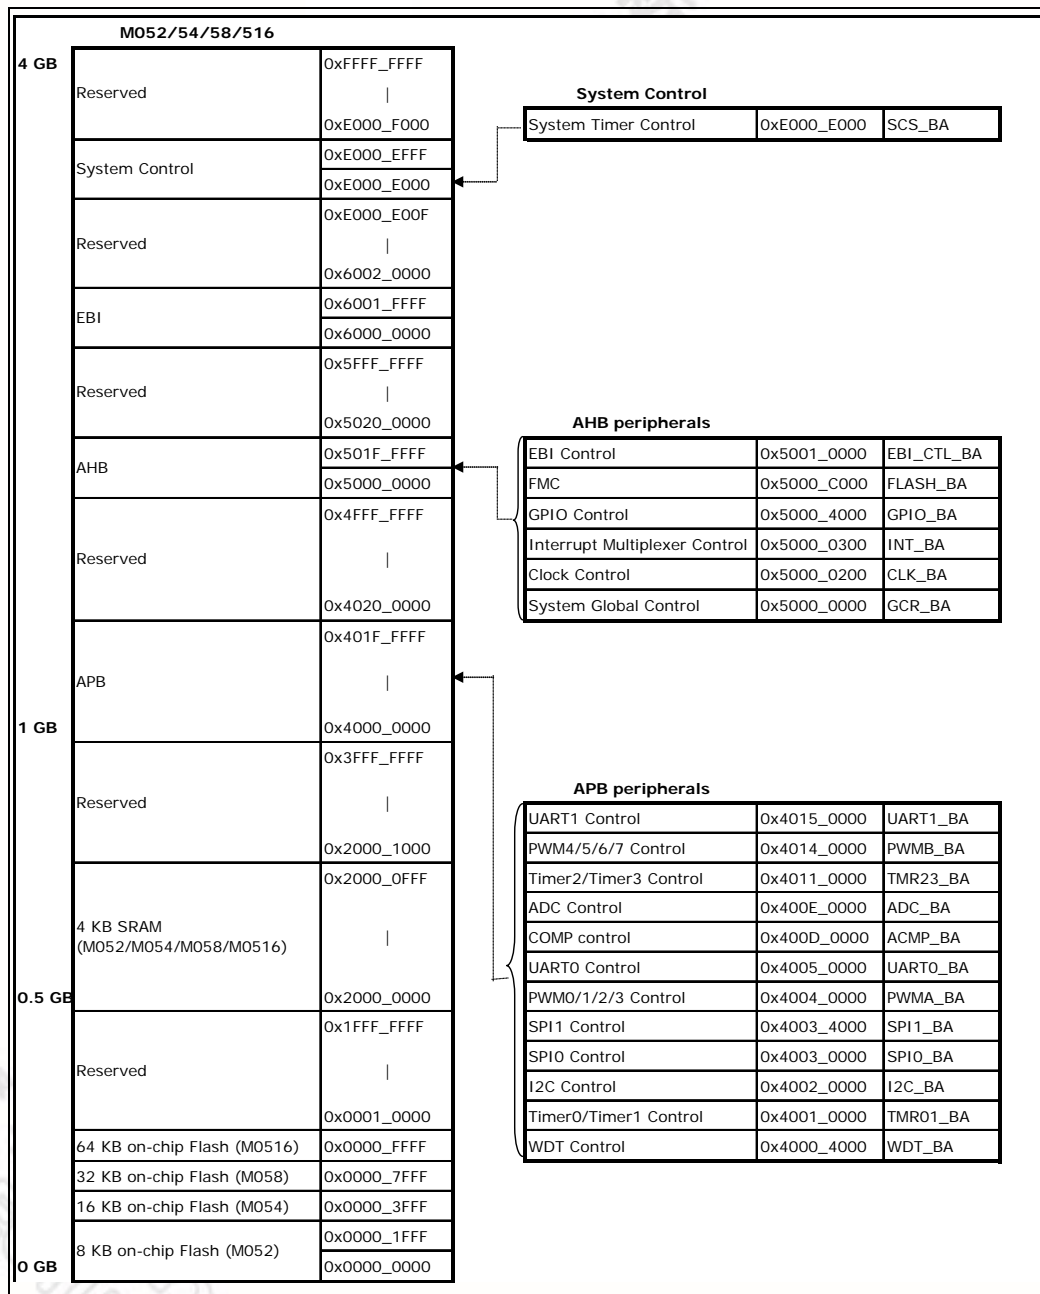 M052/54/58/516
4 GB
Reserved
0xFFFF_FFFF
|
0xE000_F000
System Control
0xE000_EFFF
0xE000_E000
Reserved
0xE000_E00F
|
0x6002_0000
EBI
0x6001_FFFF
0x6000_0000
Reserved
0x5FFF_FFFF
|
0x5020_0000
AHB
0x501F_FFFF
0x5000_0000
Reserved
0x4FFF_FFFF
|
0x4020_0000
APB
0x401F_FFFF
|
1 GB
0x4000_0000
Reserved
0x3FFF_FFFF
|
0x2000_1000
4 KB SRAM
(M052/M054/M058/M0516)
0x2000_0FFF
|
0.5 GB
0x2000_0000
Reserved
0x1FFF_FFFF
|
0x0001_0000
64 KB on-chip Flash (M0516) 0x0000_FFFF
32 KB on-chip Flash (M058) 0x0000_7FFF
16 KB on-chip Flash (M054) 0x0000_3FFF
8 KB on-chip Flash (M052)
0x0000_1FFF
0 GB
0x0000_0000
System Control
System Timer Control 0xE000_E000 SCS_BA
AHB peripherals
EBI Control 0x5001_0000 EBI_CTL_BA
FMC 0x5000_C000 FLASH_BA
GPIO Control 0x5000_4000 GPIO_BA
Interrupt Multiplexer Control 0x5000_0300 INT_BA
Clock Control 0x5000_0200 CLK_BA
System Global Control 0x5000_0000 GCR_BA
APB peripherals
UART1 Control 0x4015_0000 UART1_BA
PWM4/5/6/7 Control 0x4014_0000 PWMB_BA
Timer2/Timer3 Control 0x4011_0000 TMR23_BA
ADC Control 0x400E_0000 ADC_BA
COMP control 0x400D_0000 ACMP_BA
UART0 Control 0x4005_0000 UART0_BA
PWM0/1/2/3 Control 0x4004_0000 PWMA_BA
SPI1 Control 0x4003_4000 SPI1_BA
SPI0 Control 0x4003_0000 SPI0_BA
I2C Control 0x4002_0000 I2C_BA
Timer0/Timer1 Control 0x4001_0000 TMR01_BA
WDT Control 0x4000_4000 WDT_BA